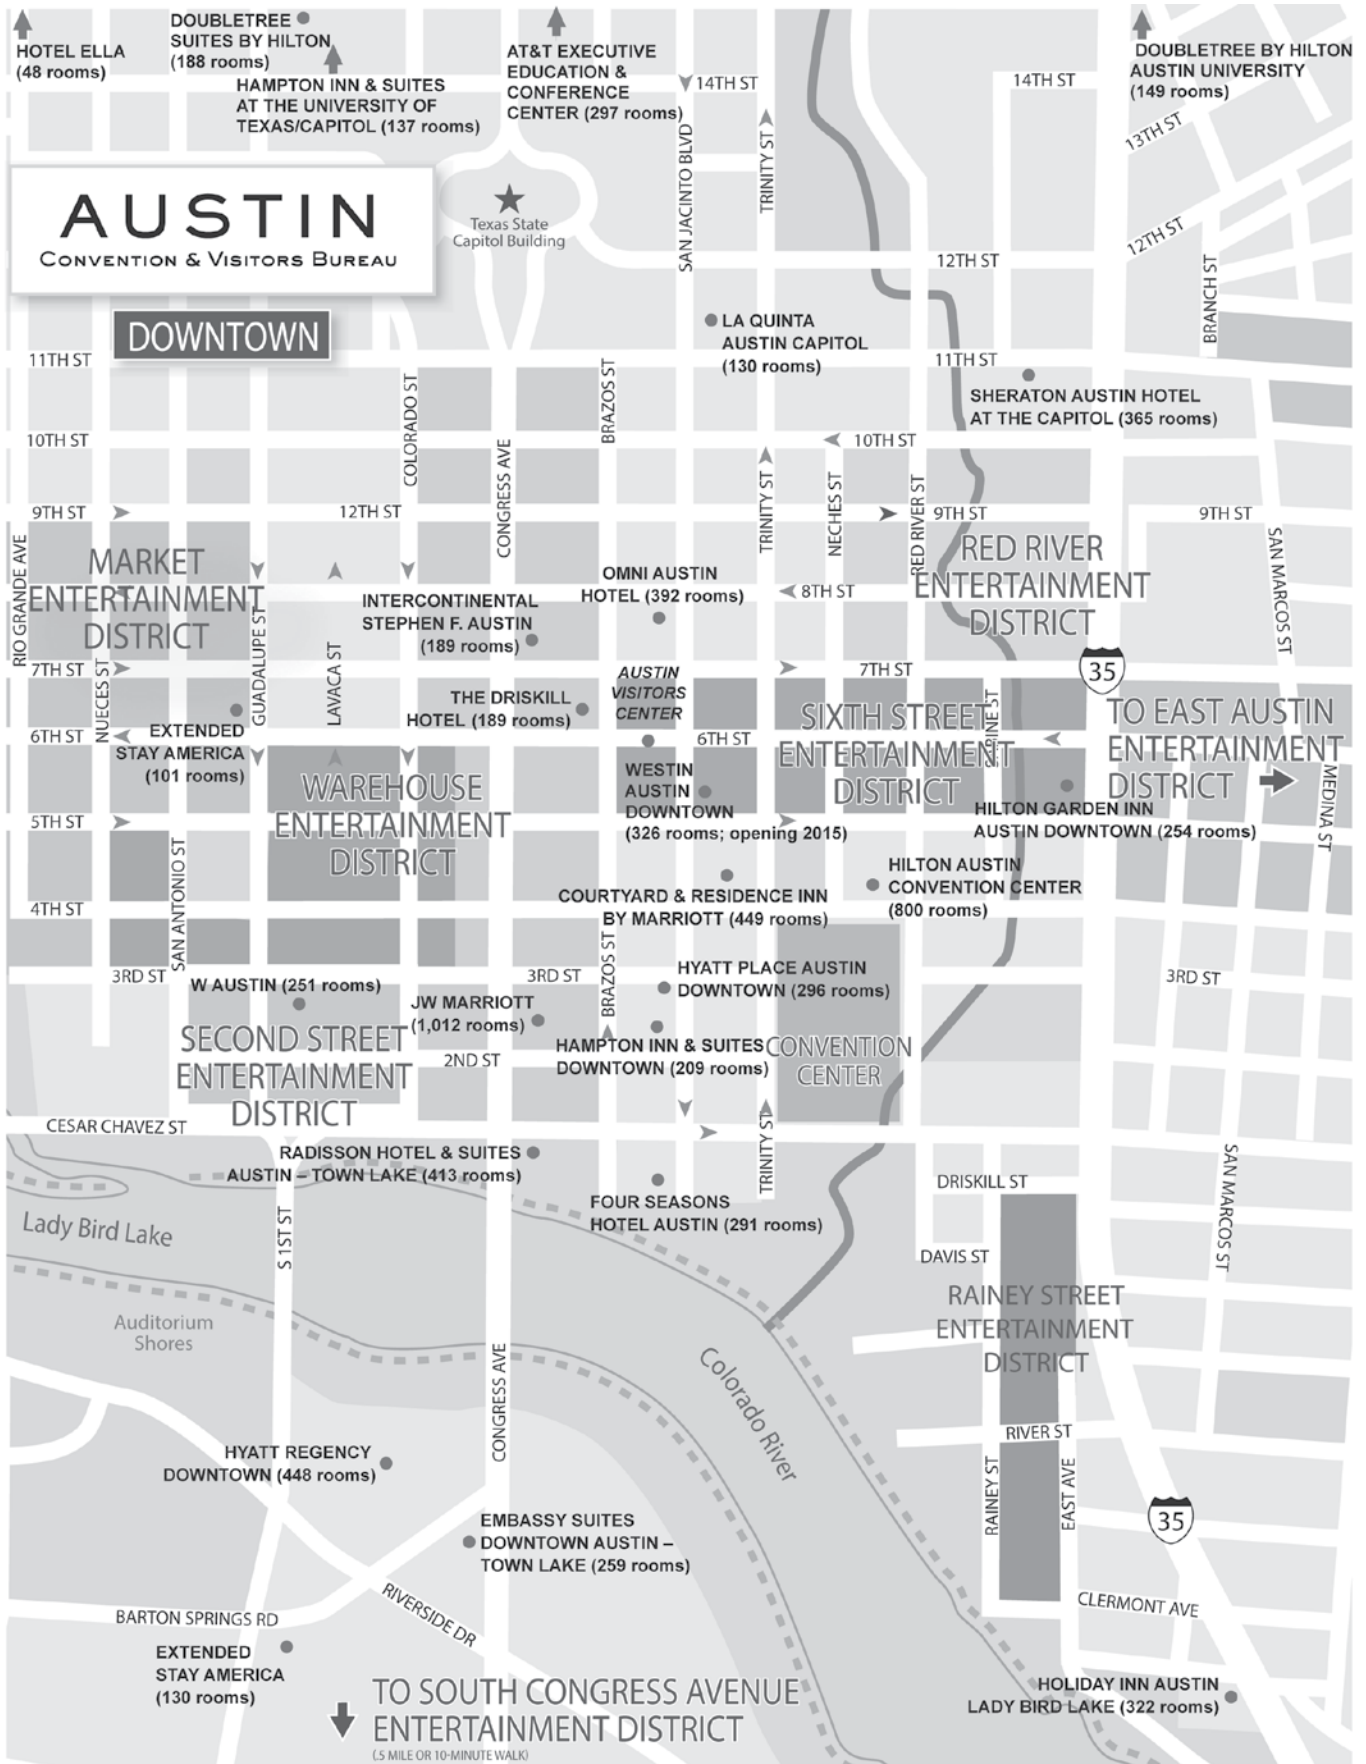 HOTEL ELLA
(48 rooms)
DOUBLETREE
SUITES BY HILTON
(188 rooms)
HAMPTON INN & SUITES
AT THE UNIVERSITY OF
TEXAS/CAPITOL (137 rooms)
AT&T EXECUTIVE
EDUCATION &
CONFERENCE
CENTER (297 rooms)
14TH ST
14TH ST
DOUBLETREE BY HILTON
AUSTIN UNIVERSITY
(149 rooms)
13TH ST
SAN JACINTO BLVD
TRINITY ST
AUSTIN
CONVENTION & VISITORS BUREAU
Texas State
Capitol Building
12TH ST
12TH ST
BRANCH ST
DOWNTOWN
LA QUINTA
AUSTIN CAPITOL
(130 rooms)
11TH ST
11TH ST
SHERATON AUSTIN HOTEL
AT THE CAPITOL (365 rooms)
COLORADO ST
BRAZOS ST
10TH ST
10TH ST
CONGRESS AVE
TRINITY ST
NECHES ST
RED RIVER ST
9TH ST
12TH ST
9TH ST
9TH ST
RIO GRANDE AVE
SAN MARCOS ST
MARKET
ENTERTAINMENT
DISTRICT
RED RIVER
ENTERTAINMENT
DISTRICT
OMNI AUSTIN
HOTEL (392 rooms)
8TH ST
INTERCONTINENTAL
STEPHEN F. AUSTIN
(189 rooms)
GUADALUPE ST
LAVACA ST
7TH ST
7TH ST
35
NUECES ST
AUSTIN
VISITORS
CENTER
THE DRISKILL
HOTEL (189 rooms)
SIXTH STREET
ENTERTAINMENT
DISTRICT
TO EAST AUSTIN
ENTERTAINMENT
DISTRICT
EXTENDED
STAY AMERICA
(101 rooms)
6TH ST
6TH ST
WAREHOUSE
ENTERTAINMENT
DISTRICT
WESTIN
AUSTIN
DOWNTOWN
(326 rooms; opening 2015)
HILTON GARDEN INN
AUSTIN DOWNTOWN (254 rooms)
MEDINA ST
5TH ST
SAN ANTONIO ST
HILTON AUSTIN
CONVENTION CENTER
(800 rooms)
COURTYARD & RESIDENCE INN
BY MARRIOTT (449 rooms)
4TH ST
BRAZOS ST
3RD ST
3RD ST
3RD ST
HYATT PLACE AUSTIN
DOWNTOWN (296 rooms)
W AUSTIN (251 rooms)
JW MARRIOTT
(1,012 rooms)
SECOND STREET
ENTERTAINMENT
DISTRICT
HAMPTON INN & SUITES
DOWNTOWN (209 rooms)
CONVENTION
CENTER
2ND ST
CESAR CHAVEZ ST
TRINITY ST
RADISSON HOTEL & SUITES
AUSTIN – TOWN LAKE (413 rooms)
FOUR SEASONS
HOTEL AUSTIN (291 rooms)
DRISKILL ST
SAN MARCOS ST
Lady Bird Lake
S 1ST ST
DAVIS ST
RAINEY STREET
ENTERTAINMENT
DISTRICT
Auditorium
Shores
Colorado River
CONGRESS AVE
RIVER ST
HYATT REGENCY
DOWNTOWN (448 rooms)
RAINEY ST
EAST AVE
35
EMBASSY SUITES
DOWNTOWN AUSTIN –
TOWN LAKE (259 rooms)
RIVERSIDE DR
BARTON SPRINGS RD
CLERMONT AVE
EXTENDED
STAY AMERICA
(130 rooms)
HOLIDAY INN AUSTIN
LADY BIRD LAKE (322 rooms)
TO SOUTH CONGRESS AVENUE
ENTERTAINMENT DISTRICT
(.5 MILE OR 10-MINUTE WALK)